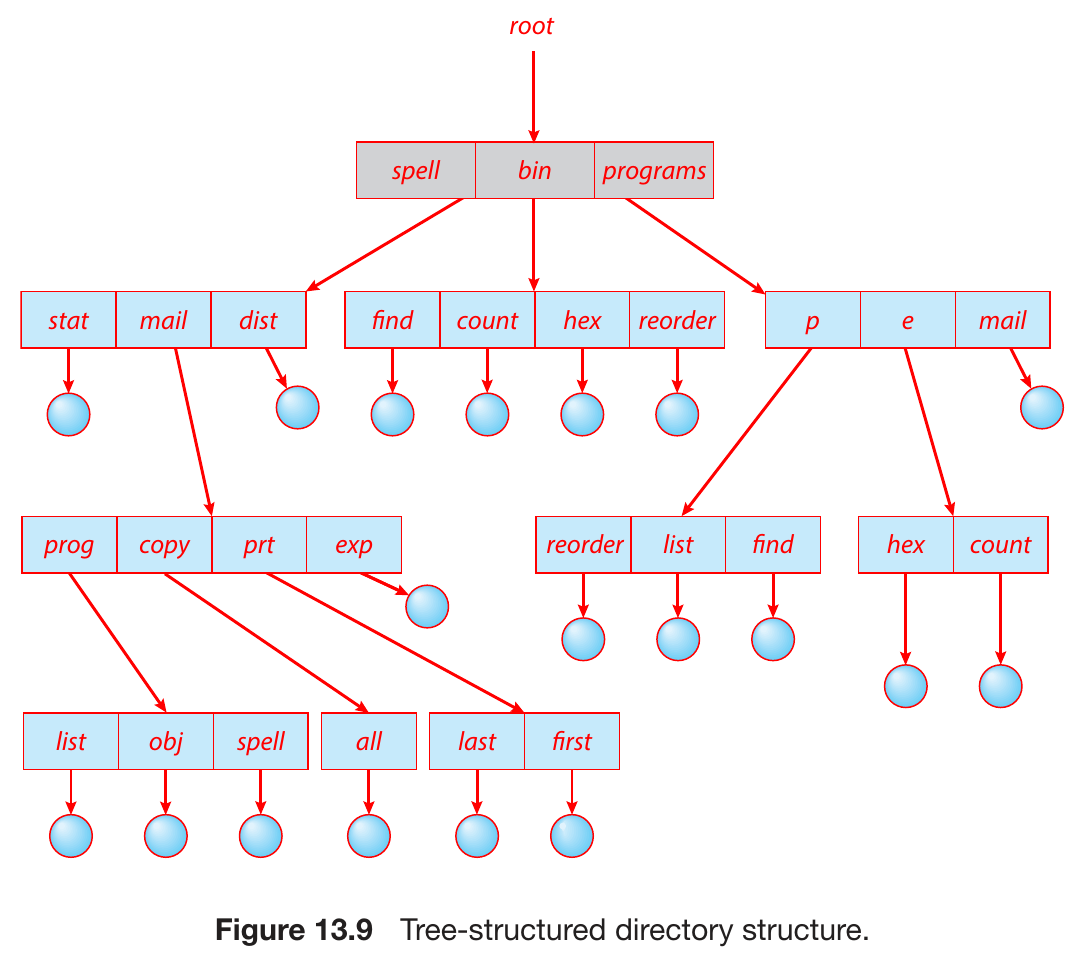 root
spell bin programs
stat mail dist find count hex reorder p e mail
prog copy prt exp reorder list find hex count
list obj spell all last first
Figure 13.9 Tree-structured directory structure.